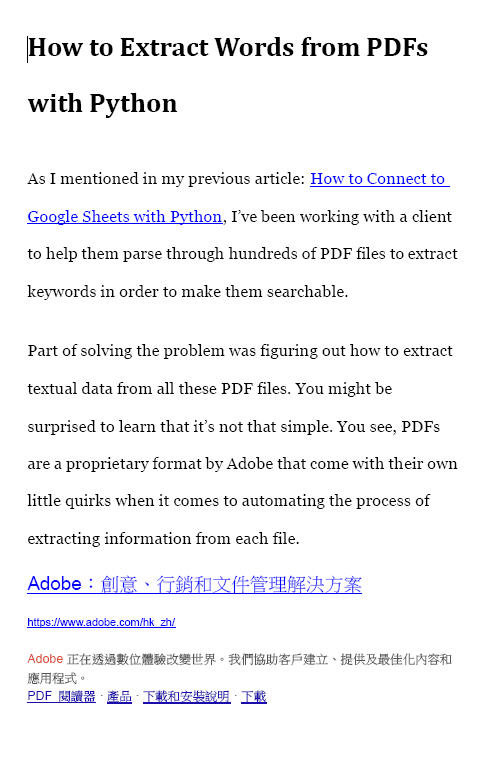 How to Extract Words from PDFs
with Python
As I mentioned in my previous article: How to Connect to
Google Sheets with Python, I’ve been working with a client
to help them parse through hundreds of PDF files to extract
keywords in order to make them searchable.
Part of solving the problem was figuring out how to extract
textual data from all these PDF files. You might be
surprised to learn that it’s not that simple. You see, PDFs
are a proprietary format by Adobe that come with their own
little quirks when it comes to automating the process of
extracting information from each file.
Adobe：創意、行銷和文件管理解決方案
https://www.adobe.com/hk_zh/
Adobe 正在透過數位體驗改變世界。我們協助客戶建立、提供及最佳化內容和
應用程式。
PDF 閱讀器 · 產品 · 下載和安裝說明 · 下載